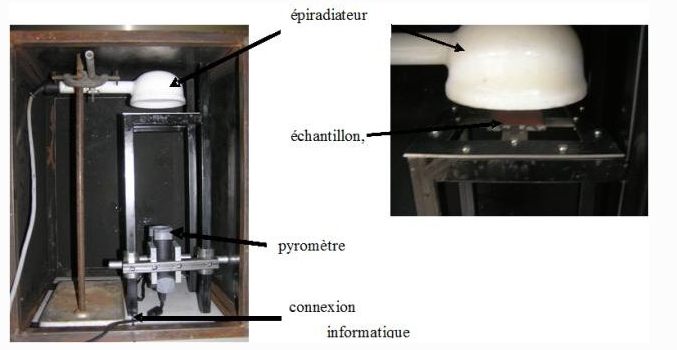 épiradiateur
échantillon,
pyromètre
connexion
informatique